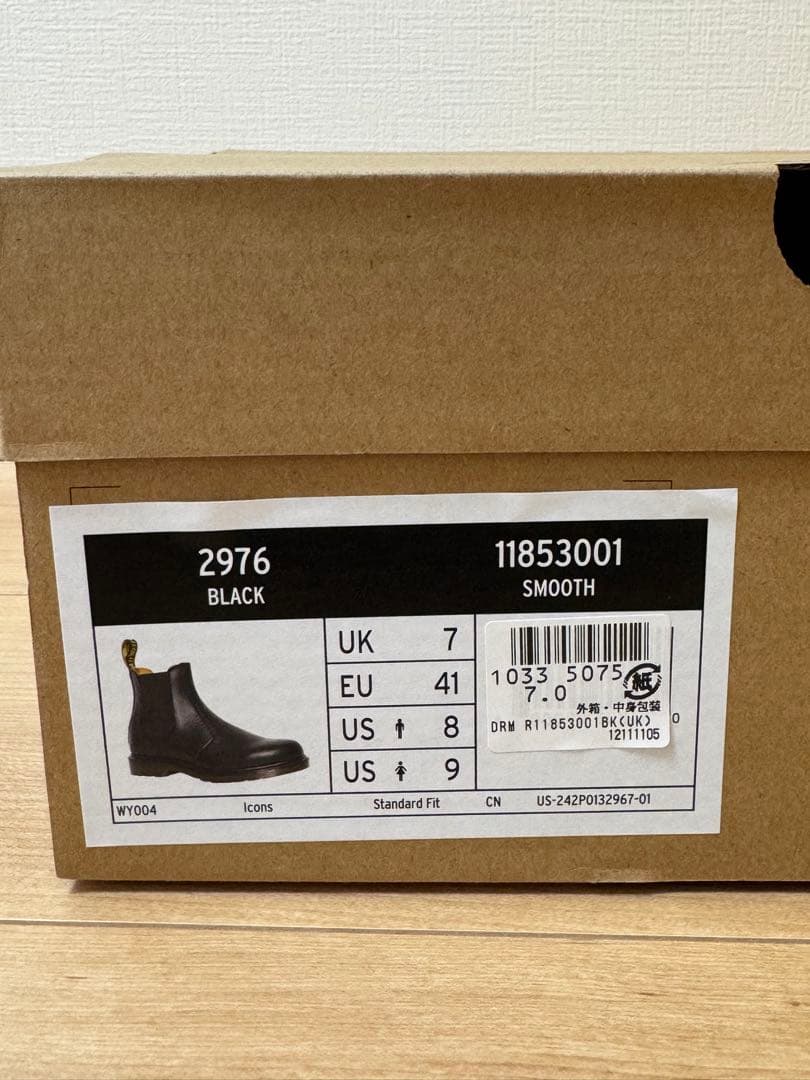 2976
BLACK
11853001
SMOOTH
UK 7
EU 41
US 8
US 9
1033 5075
7.0
紙
外箱・中身包装
DRM R11853001BK(UK)
12111105
0
WY004 Icons Standard Fit CN US-242P0132967-01